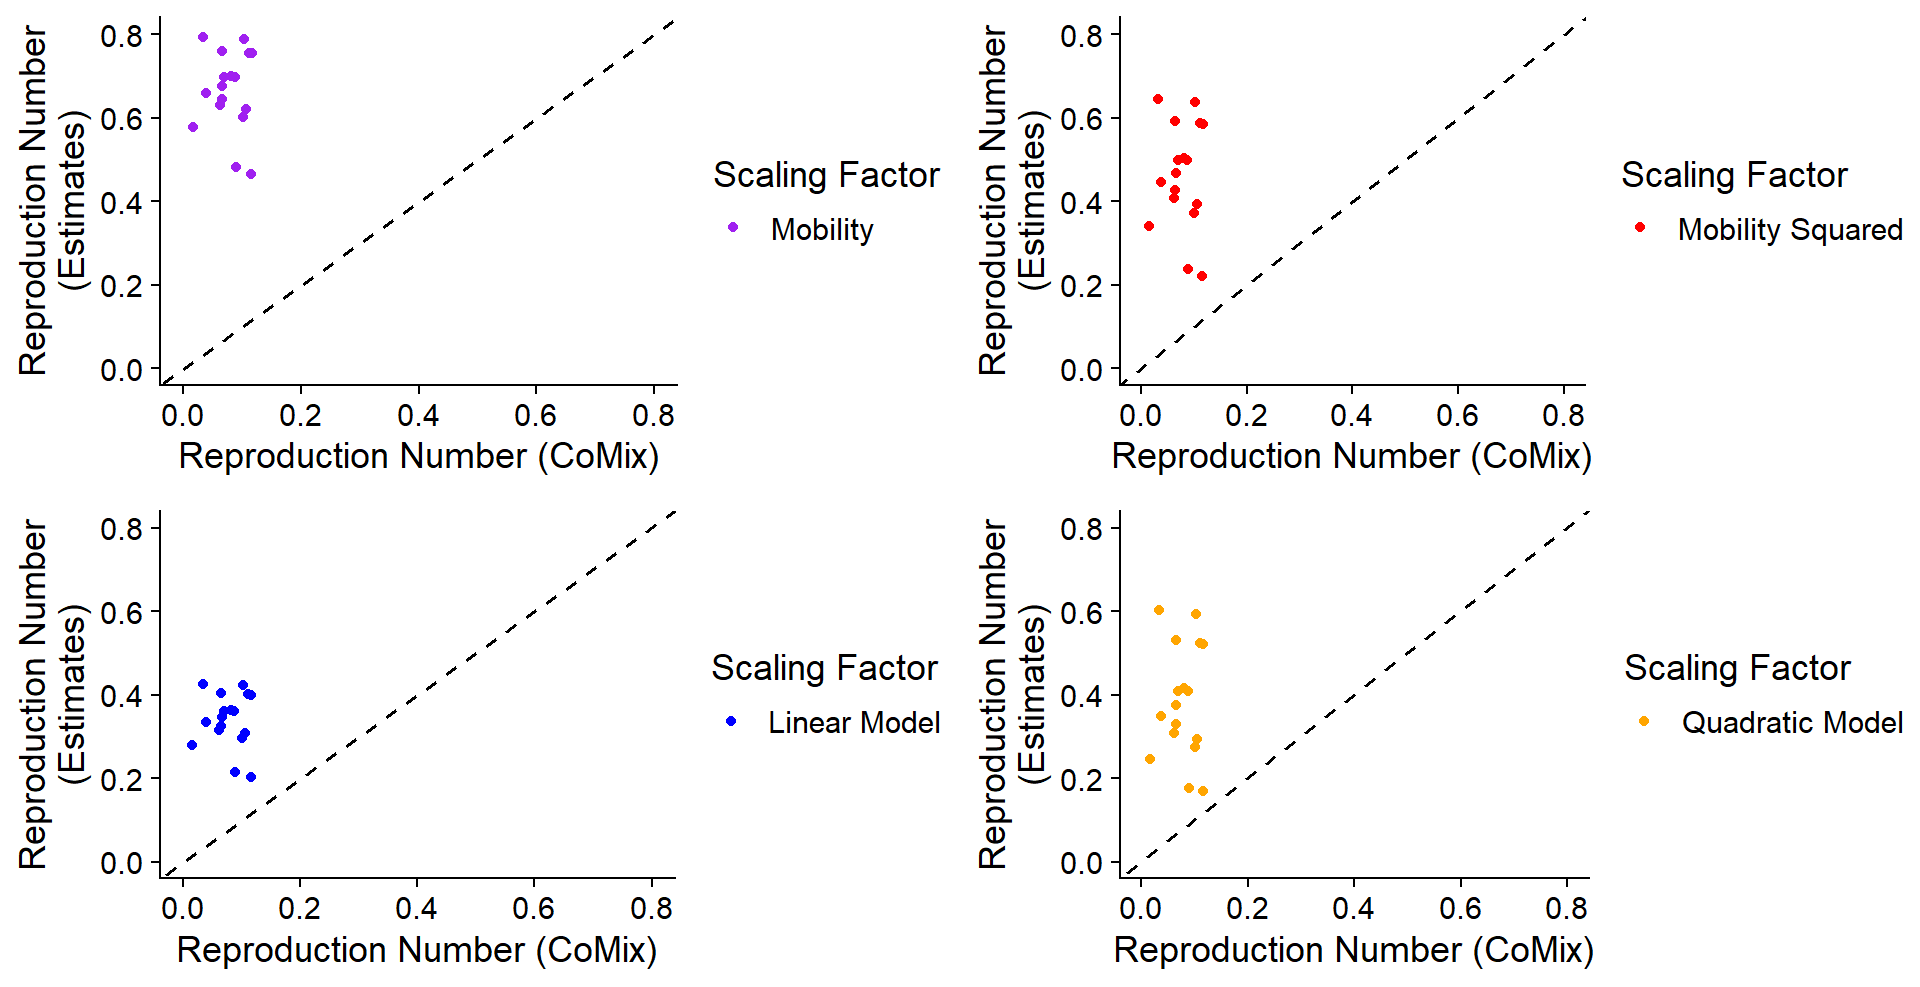 Reproduction Number
(Estimates)
0.8
0.6
0.4
0.2
0.0
0.0 0.2 0.4 0.6 0.8
Reproduction Number (CoMix)
Scaling Factor
Mobility
Reproduction Number
(Estimates)
0.8
0.6
0.4
0.2
0.0
0.0 0.2 0.4 0.6 0.8
Reproduction Number (CoMix)
Scaling Factor
Mobility Squared
Reproduction Number
(Estimates)
0.8
0.6
0.4
0.2
0.0
0.0 0.2 0.4 0.6 0.8
Reproduction Number (CoMix)
Scaling Factor
Linear Model
Reproduction Number
(Estimates)
0.8
0.6
0.4
0.2
0.0
0.0 0.2 0.4 0.6 0.8
Reproduction Number (CoMix)
Scaling Factor
Quadratic Model